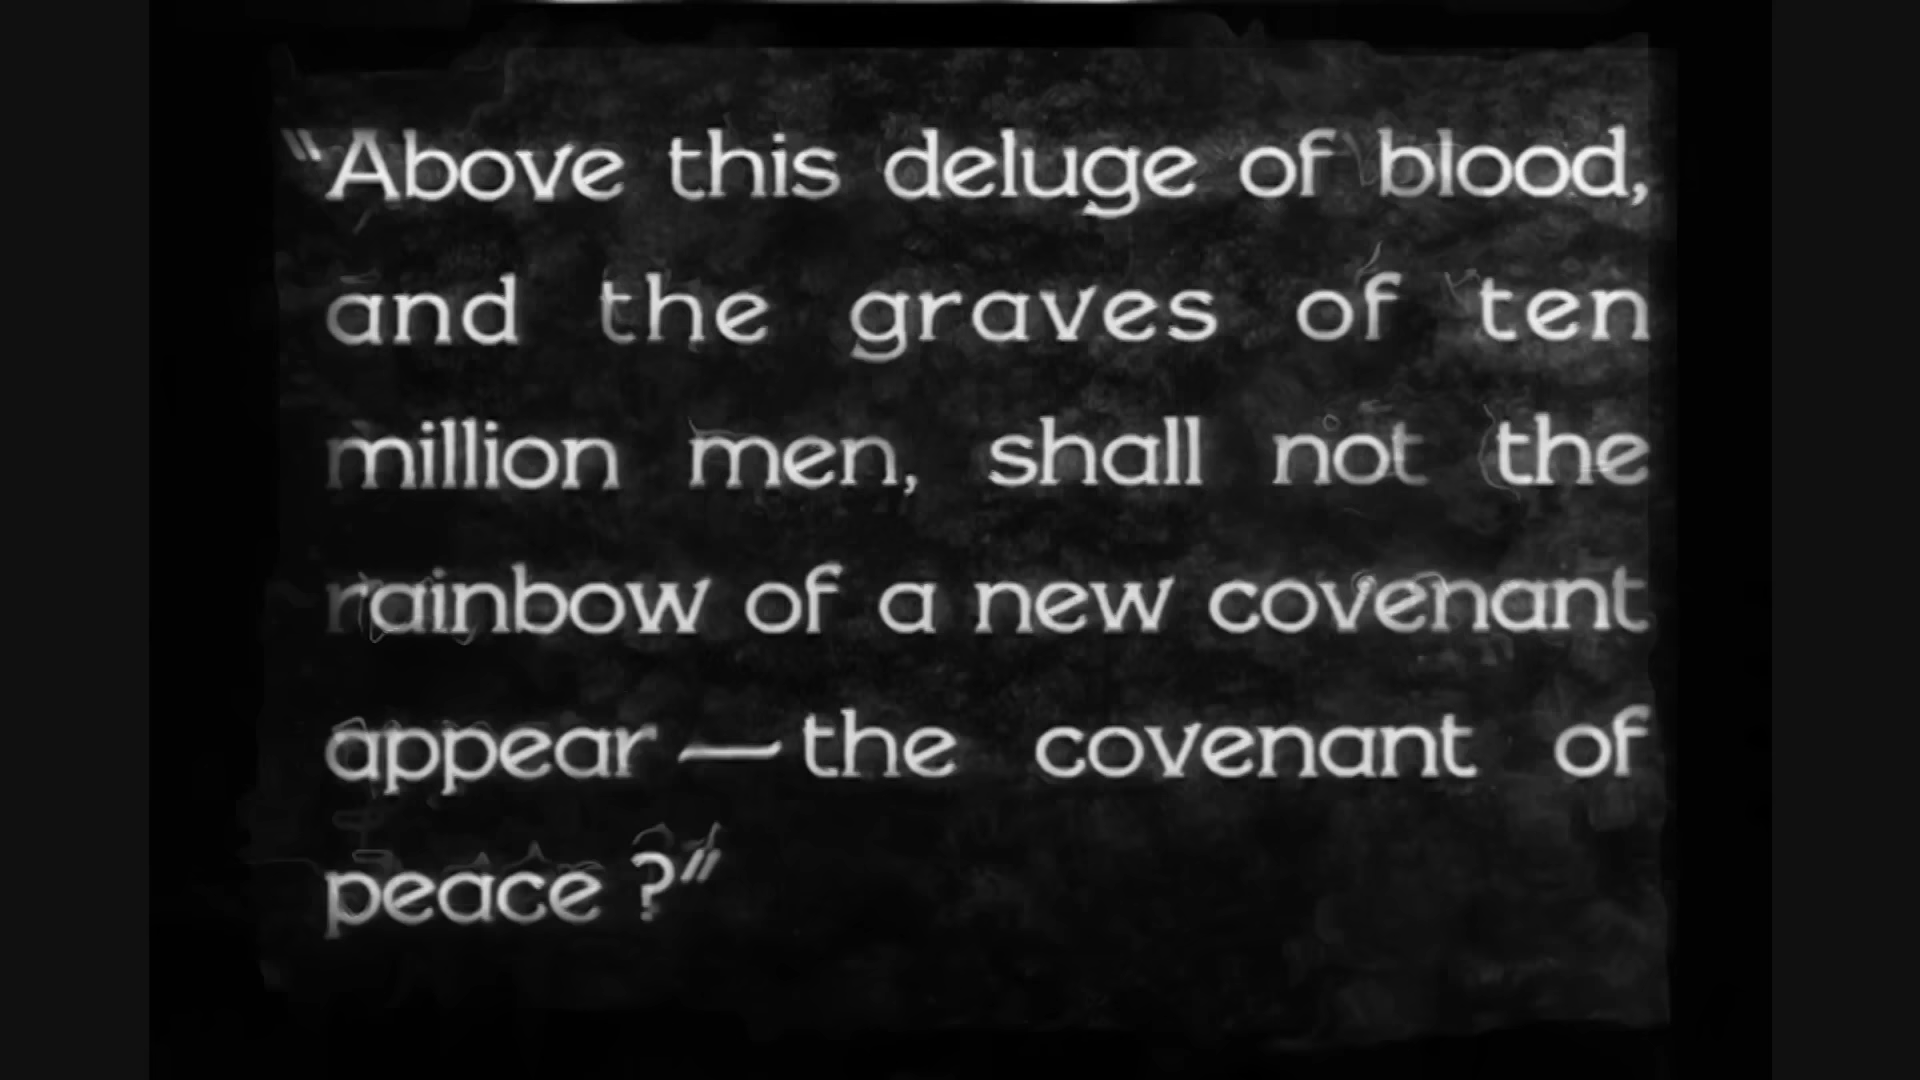 "Above this deluge of blood,
and the graves of ten
million men, shall not the
rainbow of a new covenant
appear — the covenant of
peace ?"